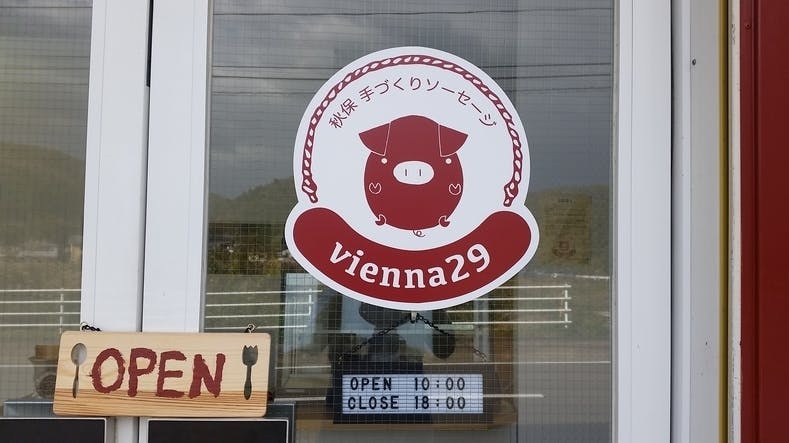 秋保 手づくりソーセージ
vienna29
OPEN
OPEN 10:00
CLOSE 18:00